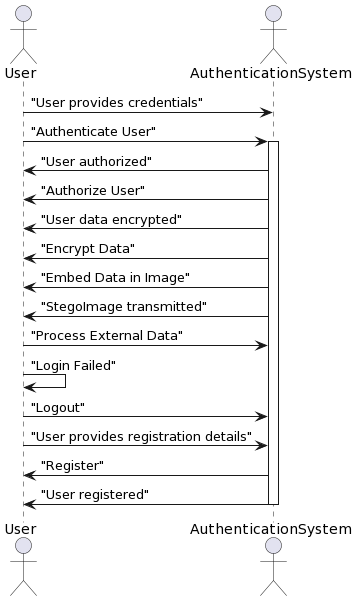 User
AuthenticationSystem
"User provides credentials"
"Authenticate User"
"User authorized"
"Authorize User"
"User data encrypted"
"Encrypt Data"
"Embed Data in Image"
"StegoImage transmitted"
"Process External Data"
"Login Failed"
"Logout"
"User provides registration details"
"Register"
"User registered"
User
AuthenticationSystem